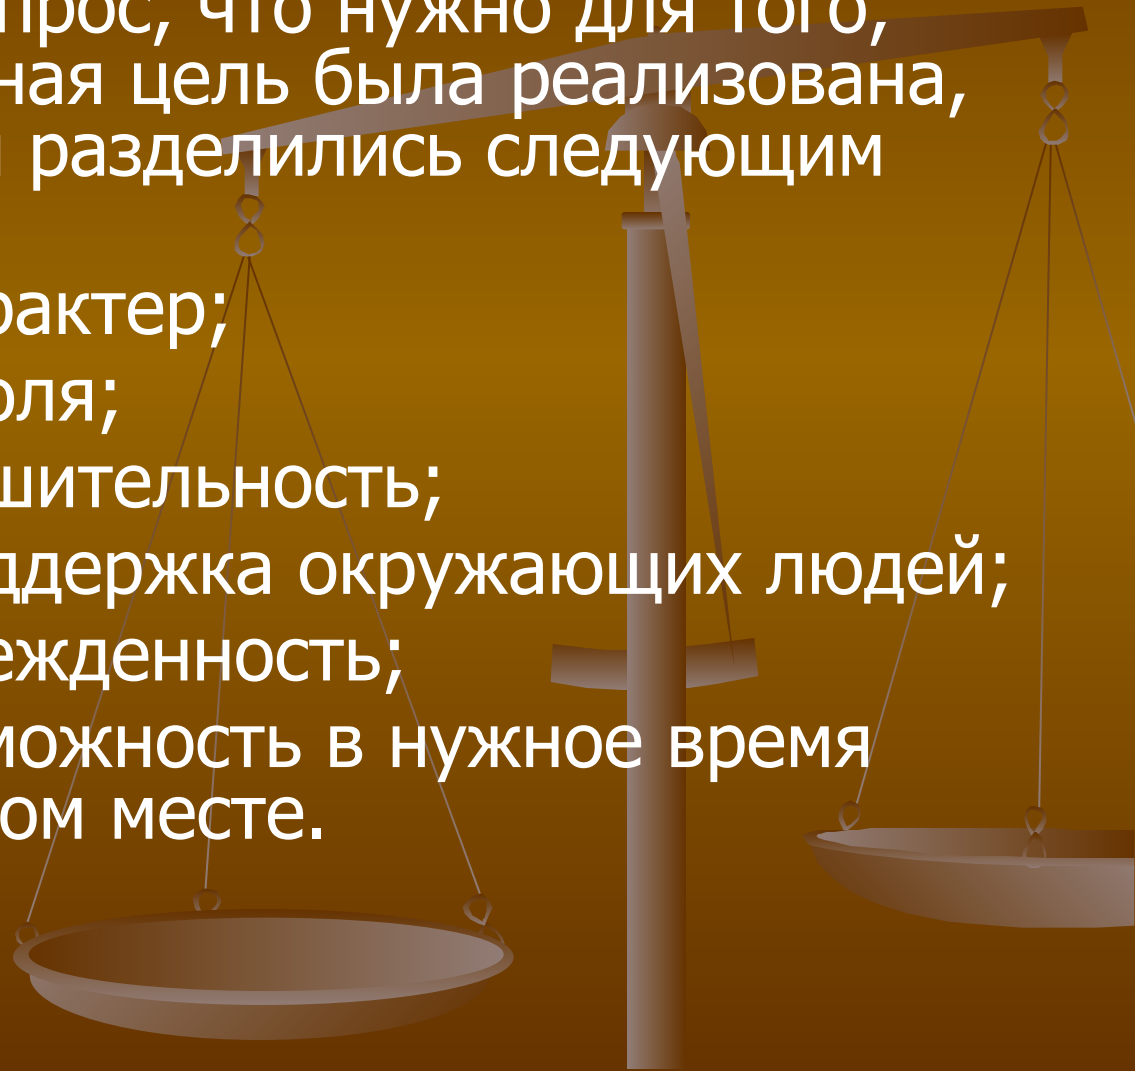 прос, что нужно для того,
ная цель была реализована,
и разделились следующим
рактер;
оля;
шительность;
ддержка окружающих людей;
ежденность;
можность в нужное время
ом месте.